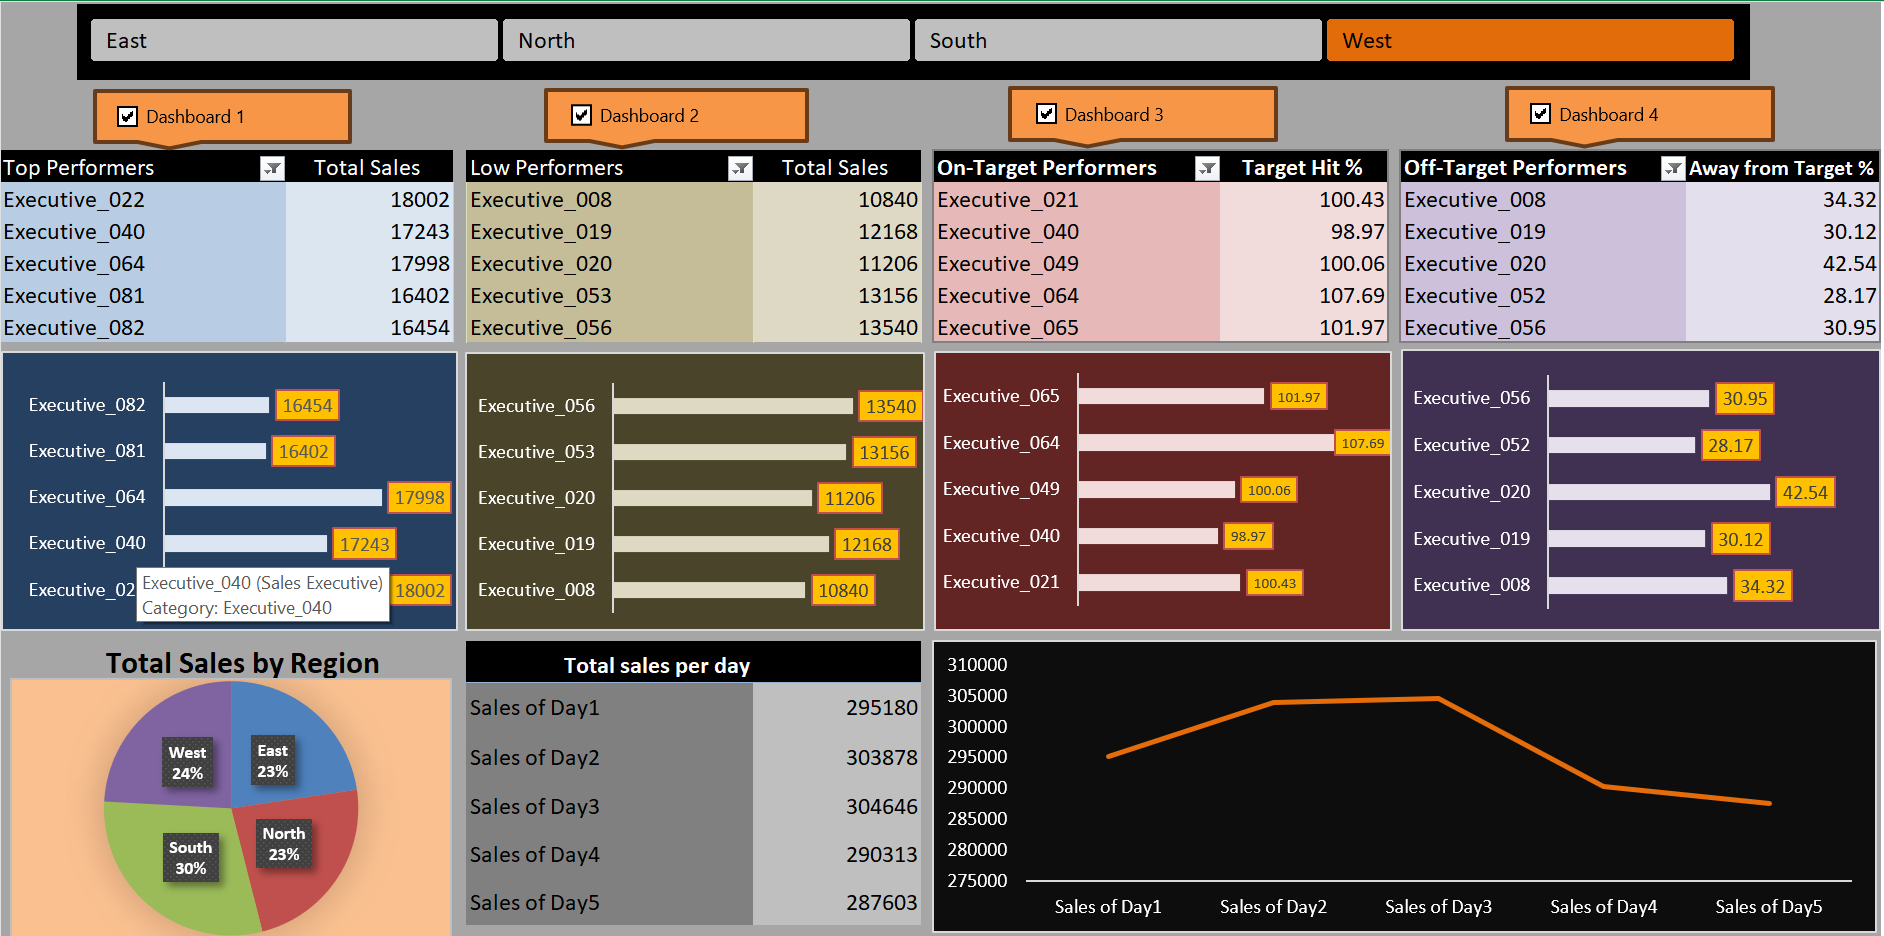 East North South West
Dashboard 1 Dashboard 2 Dashboard 3 Dashboard 4
Top Performers Total Sales
Executive_022 18002
Executive_040 17243
Executive_064 17998
Executive_081 16402
Executive_082 16454
Low Performers Total Sales
Executive_008 10840
Executive_019 12168
Executive_020 11206
Executive_053 13156
Executive_056 13540
On-Target Performers Target Hit %
Executive_021 100.43
Executive_040 98.97
Executive_049 100.06
Executive_064 107.69
Executive_065 101.97
Off-Target Performers Away from Target %
Executive_008 34.32
Executive_019 30.12
Executive_020 42.54
Executive_052 28.17
Executive_056 30.95
Executive_082 16454
Executive_081 16402
Executive_064 17998
Executive_040 17243
Executive_02 18002
Executive_040 (Sales Executive)
Category: Executive_040
Executive_056 13540
Executive_053 13156
Executive_020 11206
Executive_019 12168
Executive_008 10840
Executive_065 101.97
Executive_064 107.69
Executive_049 100.06
Executive_040 98.97
Executive_021 100.43
Executive_056 30.95
Executive_052 28.17
Executive_020 42.54
Executive_019 30.12
Executive_008 34.32
Total Sales by Region
West
24%
East
23%
North
23%
South
30%
Total sales per day
Sales of Day1 295180
Sales of Day2 303878
Sales of Day3 304646
Sales of Day4 290313
Sales of Day5 287603
310000
305000
300000
295000
290000
285000
280000
275000
Sales of Day1 Sales of Day2 Sales of Day3 Sales of Day4 Sales of Day5